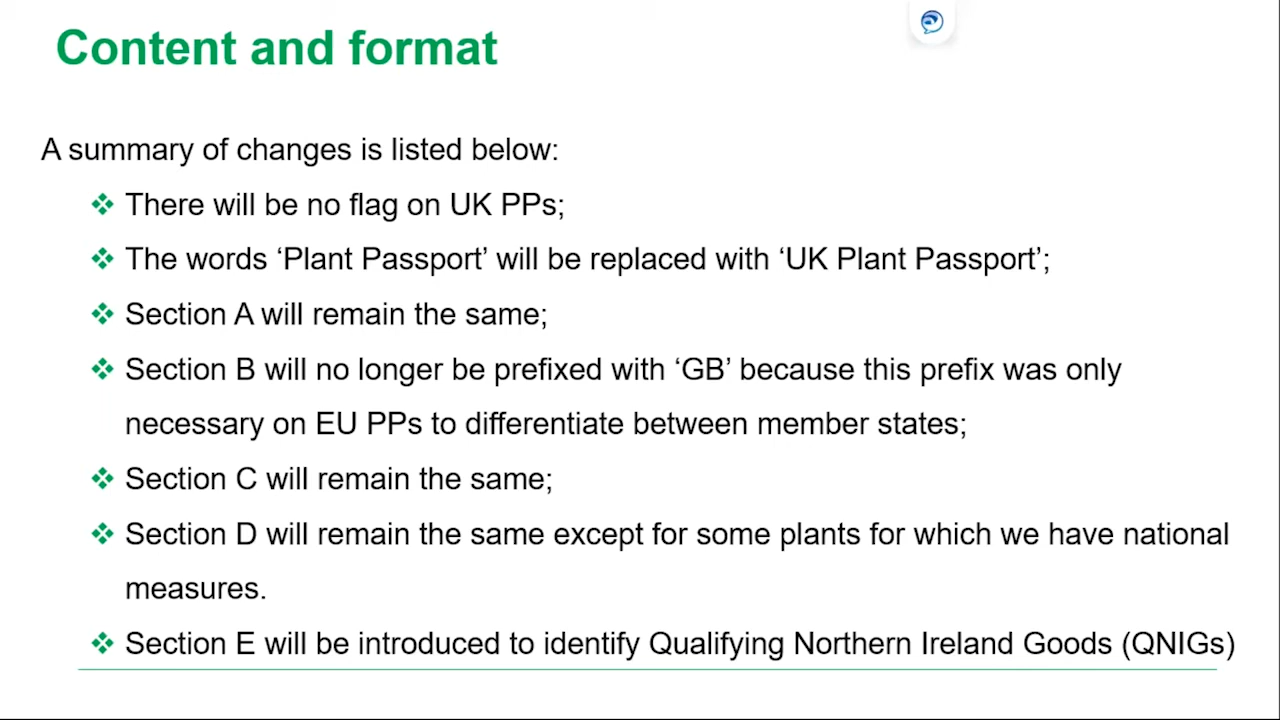 Content and format
A summary of changes is listed below:
There will be no flag on UK PPs;
The words ‘Plant Passport’ will be replaced with ‘UK Plant Passport’;
Section A will remain the same;
Section B will no longer be prefixed with ‘GB’ because this prefix was only
necessary on EU PPs to differentiate between member states;
Section C will remain the same;
Section D will remain the same except for some plants for which we have national
measures.
Section E will be introduced to identify Qualifying Northern Ireland Goods (QNIGs)